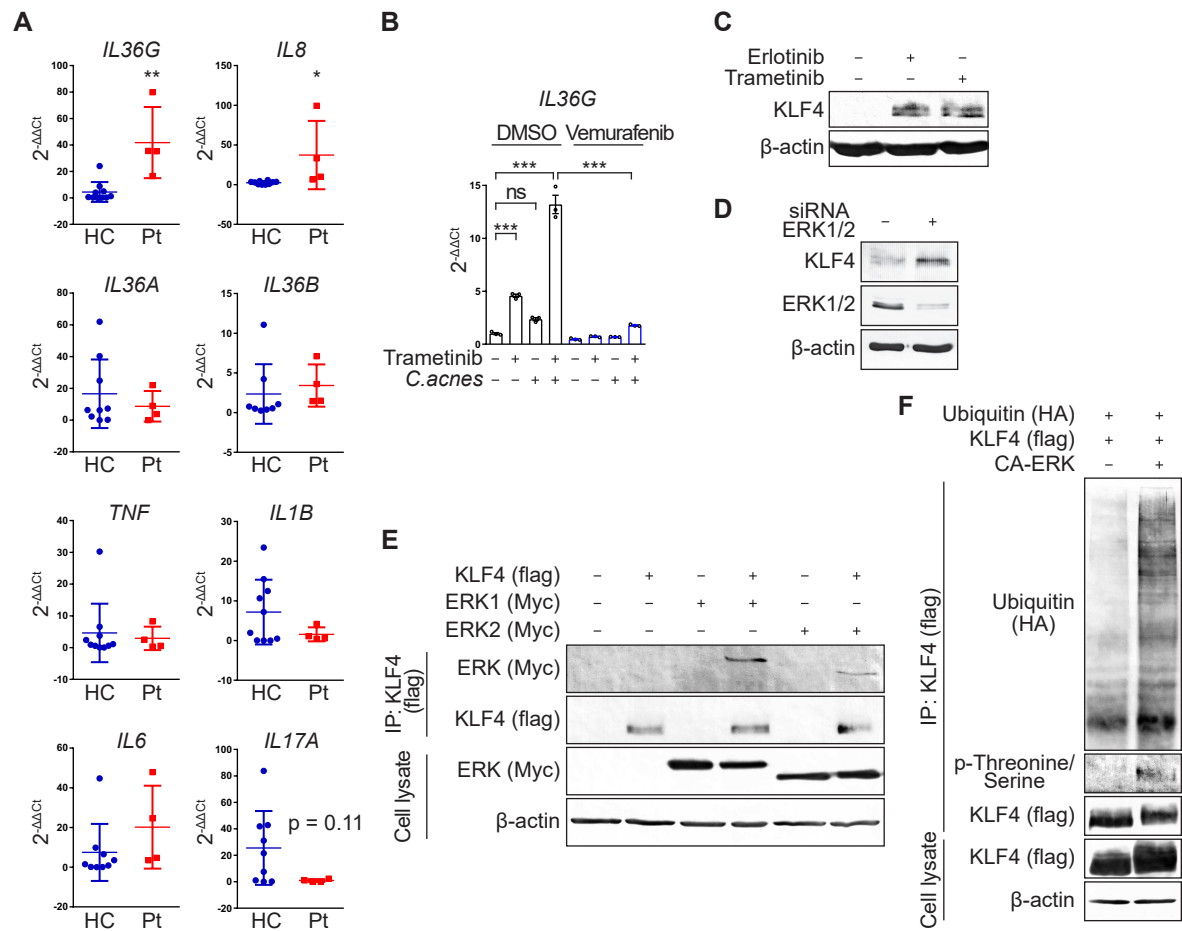 A
IL36G
**
2-ΔΔCt
100
80
60
40
20
0
-20
HC Pt
IL8
*
2-ΔΔCt
150
100
50
0
-50
HC Pt
IL36A
2-ΔΔCt
80
60
40
20
0
-20
HC Pt
IL36B
2-ΔΔCt
15
10
5
0
-5
HC Pt
TNF
2-ΔΔCt
40
30
20
10
0
-10
HC Pt
IL1B
2-ΔΔCt
30
20
10
0
-10
HC Pt
IL6
2-ΔΔCt
60
40
20
0
-20
HC Pt
IL17A
p = 0.11
2-ΔΔCt
100
80
60
40
20
0
-20
HC Pt
B
IL36G
DMSO Vemurafenib
*** ***
ns
***
2-ΔΔCt
15
10
5
0
Trametinib – + – + – + – +
C.acnes – – + + – – + +
C
Erlotinib – + –
Trametinib – – +
KLF4
β-actin
D
siRNA
ERK1/2 – +
KLF4
ERK1/2
β-actin
E
KLF4 (flag) – + – + – +
ERK1 (Myc) – – + + – –
ERK2 (Myc) – – – – + +
IP: KLF4
(flag)
ERK (Myc)
KLF4 (flag)
Cell lysate
ERK (Myc)
β-actin
F
Ubiquitin (HA) + +
KLF4 (flag) + +
CA-ERK – +
IP: KLF4 (flag)
Ubiquitin
(HA)
p-Threonine/
Serine
KLF4 (flag)
Cell lysate
KLF4 (flag)
β-actin